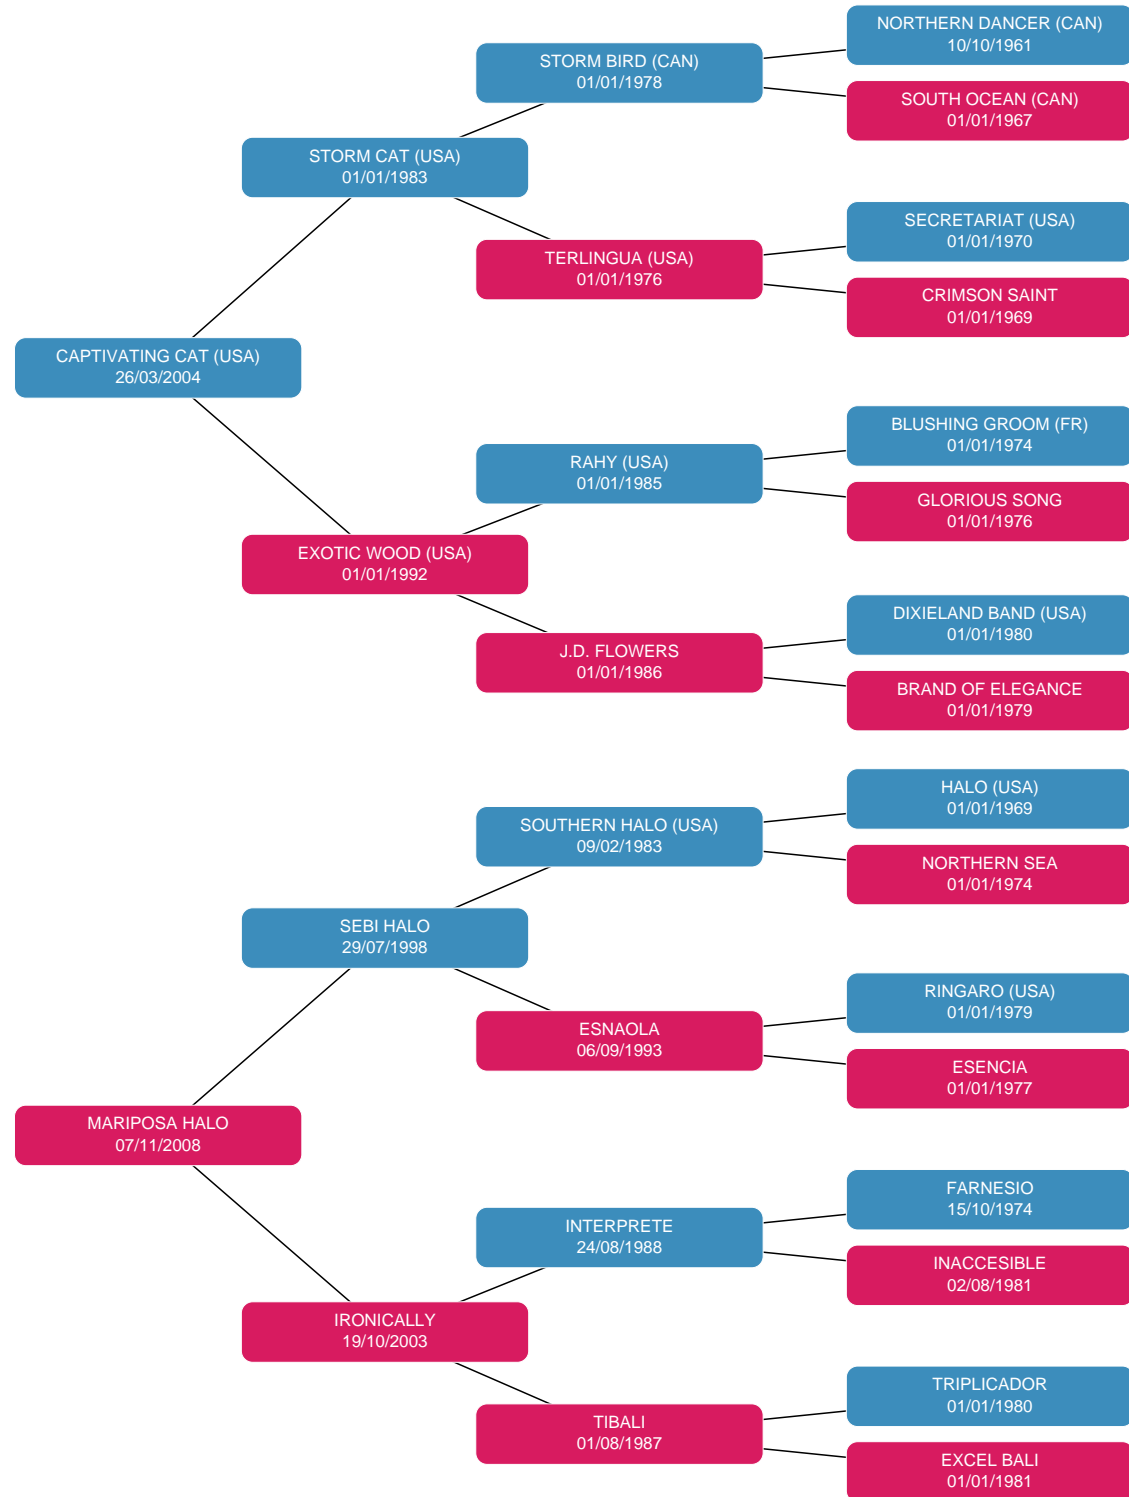 NORTHERN DANCER (CAN)
10/10/1961
STORM BIRD (CAN)
01/01/1978
SOUTH OCEAN (CAN)
01/01/1967
STORM CAT (USA)
01/01/1983
SECRETARIAT (USA)
01/01/1970
TERLINGUA (USA)
01/01/1976
CRIMSON SAINT
01/01/1969
CAPTIVATING CAT (USA)
26/03/2004
BLUSHING GROOM (FR)
01/01/1974
RAHY (USA)
01/01/1985
GLORIOUS SONG
01/01/1976
EXOTIC WOOD (USA)
01/01/1992
DIXIELAND BAND (USA)
01/01/1980
J.D. FLOWERS
01/01/1986
BRAND OF ELEGANCE
01/01/1979
HALO (USA)
01/01/1969
SOUTHERN HALO (USA)
09/02/1983
NORTHERN SEA
01/01/1974
SEBI HALO
29/07/1998
RINGARO (USA)
01/01/1979
ESNAOLA
06/09/1993
ESENCIA
01/01/1977
MARIPOSA HALO
07/11/2008
FARNESIO
15/10/1974
INTERPRETE
24/08/1988
INACCESIBLE
02/08/1981
IRONICALLY
19/10/2003
TRIPLICADOR
01/01/1980
TIBALI
01/08/1987
EXCEL BALI
01/01/1981